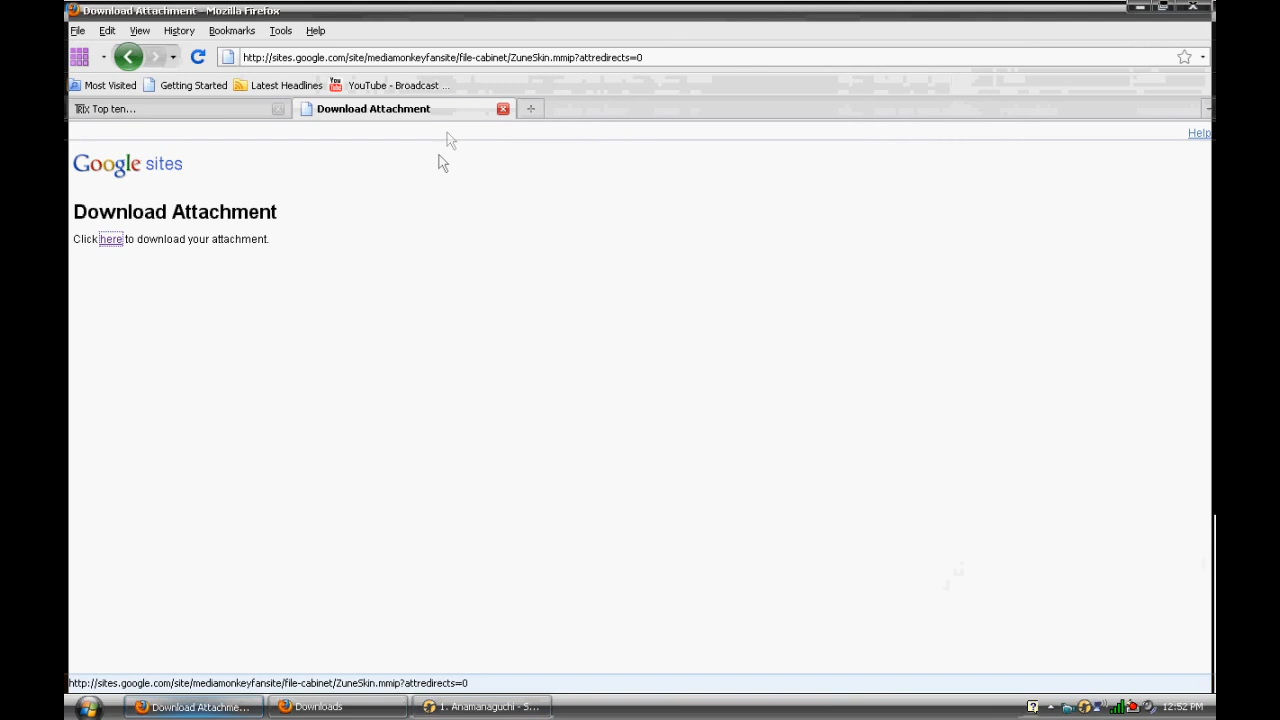 Download Attachment - Mozilla Firefox
File Edit View History Bookmarks Tools Help
http://sites.google.com/site/mediamonkeyfansite/file-cabinet/ZuneSkin.mmip?attredirects=0
Most Visited Getting Started Latest Headlines YouTube - Broadcast ...
Top ten... Download Attachment
Help
Google sites
Download Attachment
Click here to download your attachment.
http://sites.google.com/site/mediamonkeyfansite/file-cabinet/ZuneSkin.mmip?attredirects=0
Download Attachme... Downloads 1. Anamanaguchi - S... 12:52 PM